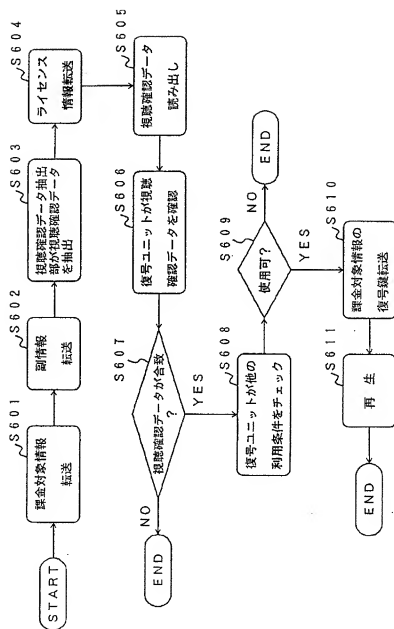 START
S601
課金対象情報
転送
S602
副情報
転送
S603
視聴確認データ抽出
部が視聴確認データ
を抽出
S604
ライセンス
情報転送
S605
視聴確認データ
読み出し
S606
復号ユニットが視聴
確認データを確認
S607
視聴確認データが合致
?
NO
END
YES
S608
復号ユニットが他の
利用条件をチェック
S609
使用可?
NO
END
YES
S610
課金対象情報の
復号鍵転送
S611
再生
END